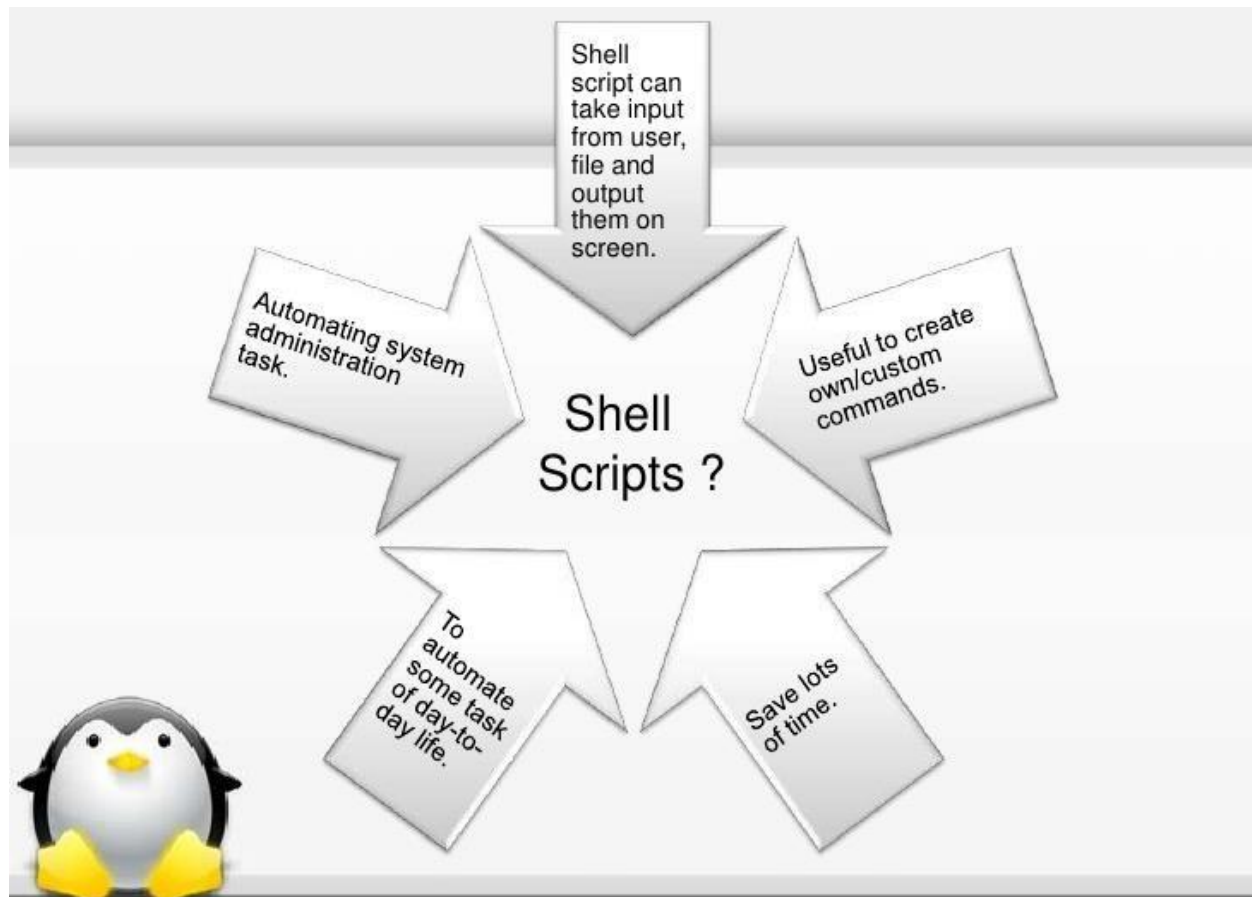 Shell
script can
take input
from user,
file and
output
them on
screen.
Automating system
administration
task.
Useful to create
own/custom
commands.
Shell
Scripts ?
To
automate
some task
of day-to-
day life.
Save lots
of time.